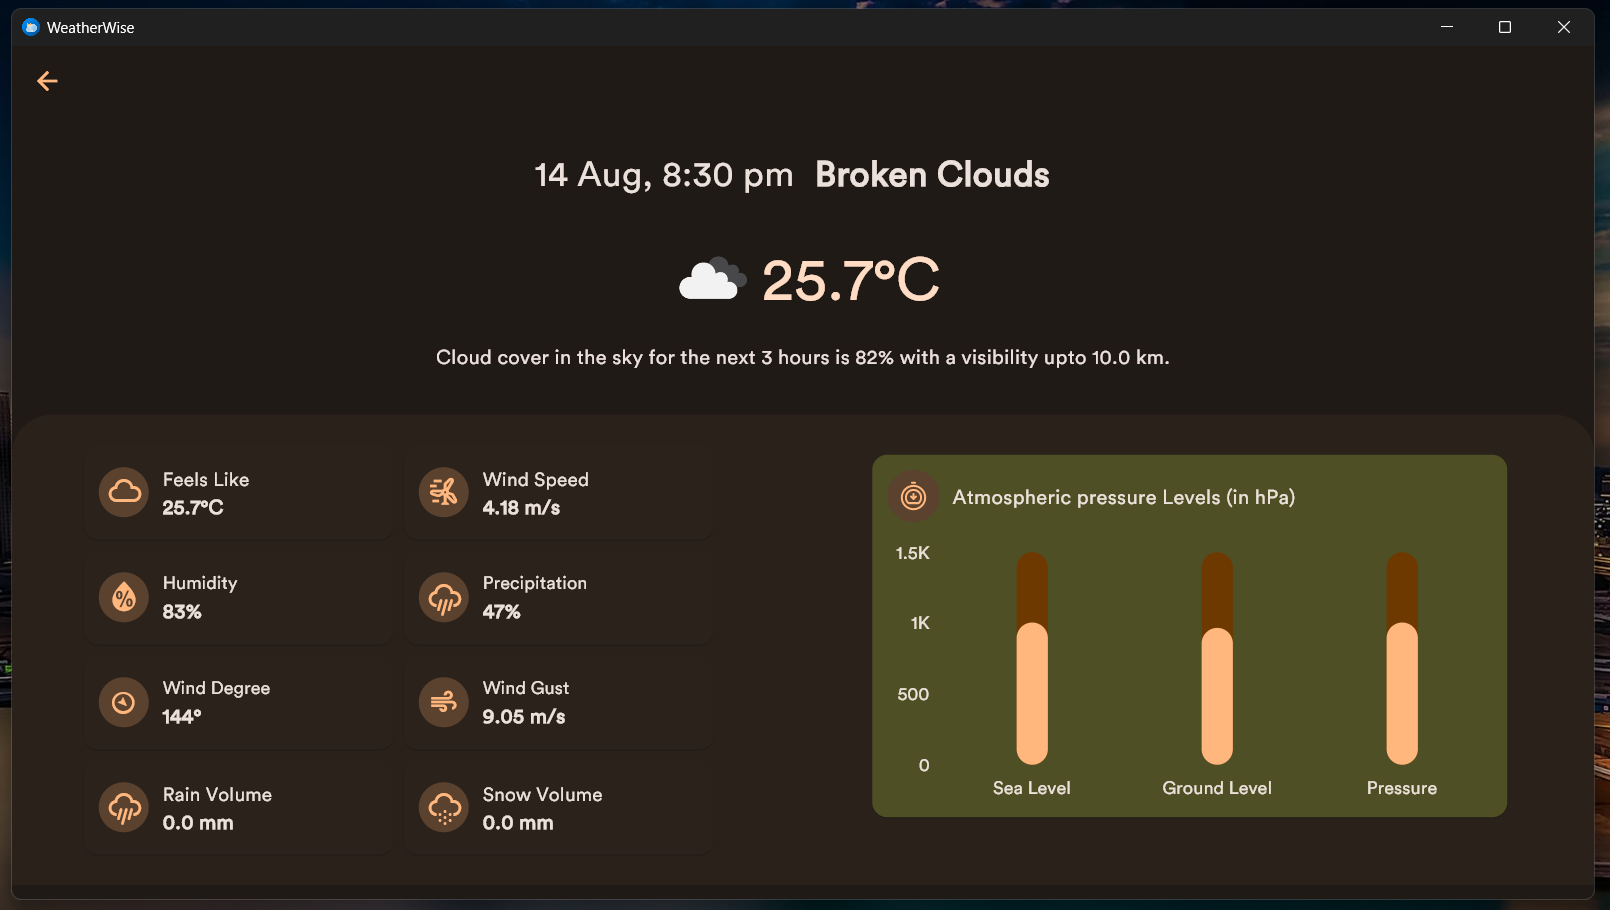 WeatherWise
14 Aug, 8:30 pm Broken Clouds
25.7°C
Cloud cover in the sky for the next 3 hours is 82% with a visibility upto 10.0 km.
Feels Like
25.7°C
Wind Speed
4.18 m/s
Humidity
83%
Precipitation
47%
Wind Degree
144°
Wind Gust
9.05 m/s
Rain Volume
0.0 mm
Snow Volume
0.0 mm
Atmospheric pressure Levels (in hPa)
1.5K
1K
500
0
Sea Level
Ground Level
Pressure